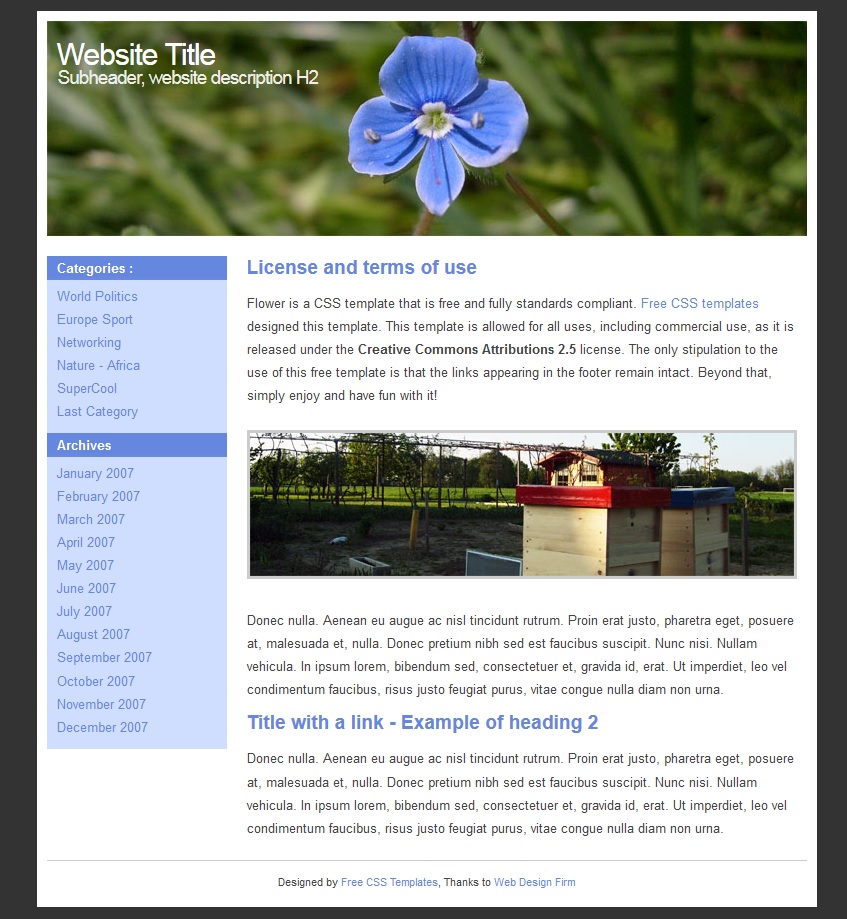 Website Title
Subheader, website description H2
Categories :
World Politics
Europe Sport
Networking
Nature - Africa
SuperCool
Last Category
Archives
January 2007
February 2007
March 2007
April 2007
May 2007
June 2007
July 2007
August 2007
September 2007
October 2007
November 2007
December 2007
License and terms of use
Flower is a CSS template that is free and fully standards compliant. Free CSS templates
designed this template. This template is allowed for all uses, including commercial use, as it is
released under the Creative Commons Attributions 2.5 license. The only stipulation to the
use of this free template is that the links appearing in the footer remain intact. Beyond that,
simply enjoy and have fun with it!
Donec nulla. Aenean eu augue ac nisl tincidunt rutrum. Proin erat justo, pharetra eget, posuere
at, malesuada et, nulla. Donec pretium nibh sed est faucibus suscipit. Nunc nisi. Nullam
vehicula. In ipsum lorem, bibendum sed, consectetuer et, gravida id, erat. Ut imperdiet, leo vel
condimentum faucibus, risus justo feugiat purus, vitae congue nulla diam non urna.
Title with a link - Example of heading 2
Donec nulla. Aenean eu augue ac nisl tincidunt rutrum. Proin erat justo, pharetra eget, posuere
at, malesuada et, nulla. Donec pretium nibh sed est faucibus suscipit. Nunc nisi. Nullam
vehicula. In ipsum lorem, bibendum sed, consectetuer et, gravida id, erat. Ut imperdiet, leo vel
condimentum faucibus, risus justo feugiat purus, vitae congue nulla diam non urna.
Designed by Free CSS Templates, Thanks to Web Design Firm